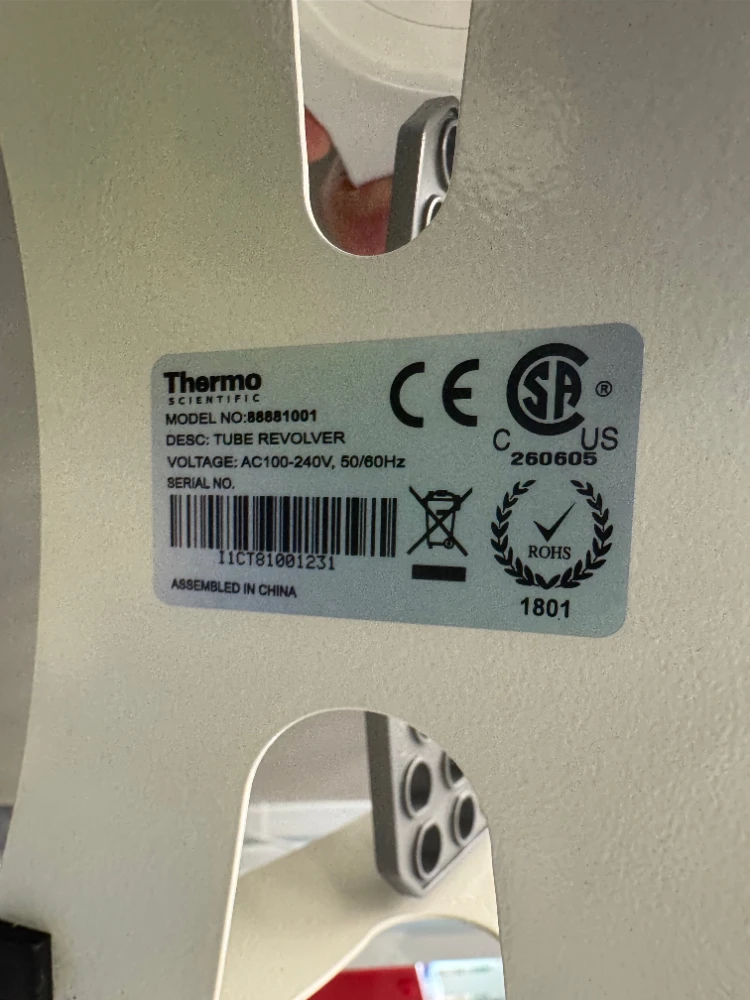 Thermo
SCIENTIFIC
MODEL NO:88881001
DESC: TUBE REVOLVER
VOLTAGE: AC100-240V, 50/60Hz
SERIAL NO.
I1CT81001231
ASSEMBLED IN CHINA
CE
SA ®
C US
260605
ROHS
1801